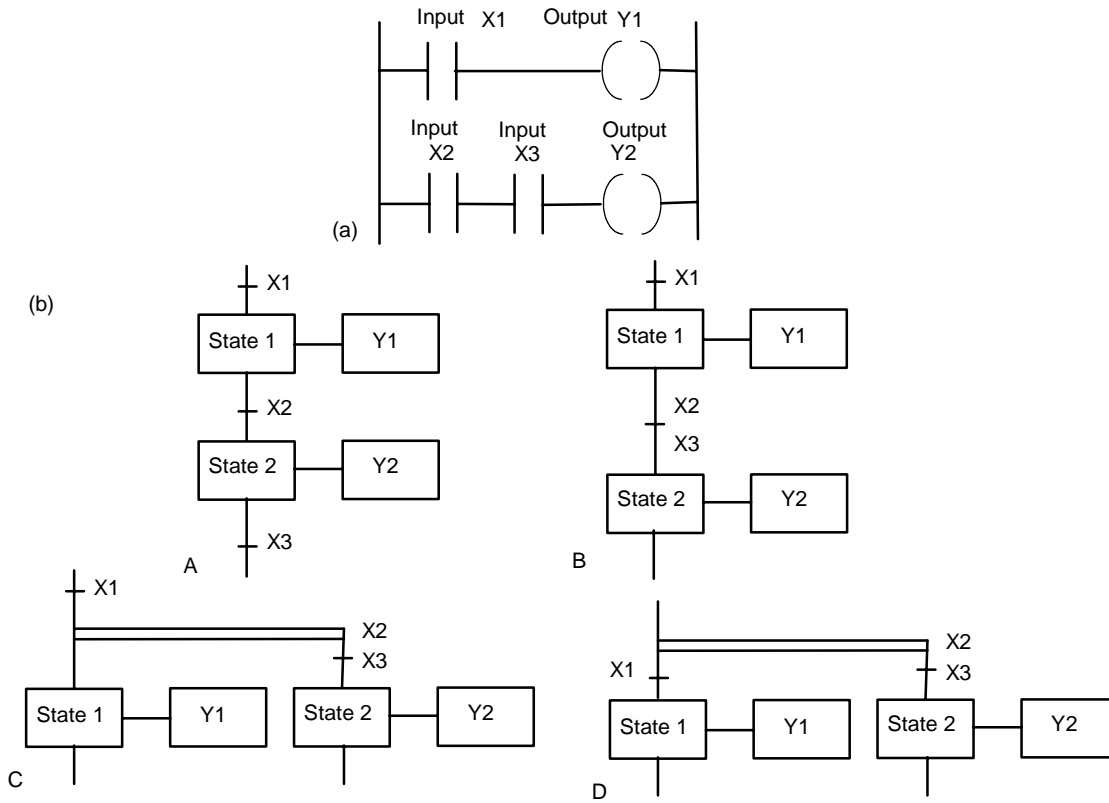 Input X1 Output Y1
Input Input Output
X2 X3 Y2
(a)
(b)
X1
State 1 Y1
X2
State 2 Y2
X3
A
X1
State 1 Y1
X2
X3
State 2 Y2
B
X1
X2
X3
State 1 Y1 State 2 Y2
C
X2
X1 X3
State 1 Y1 State 2 Y2
D